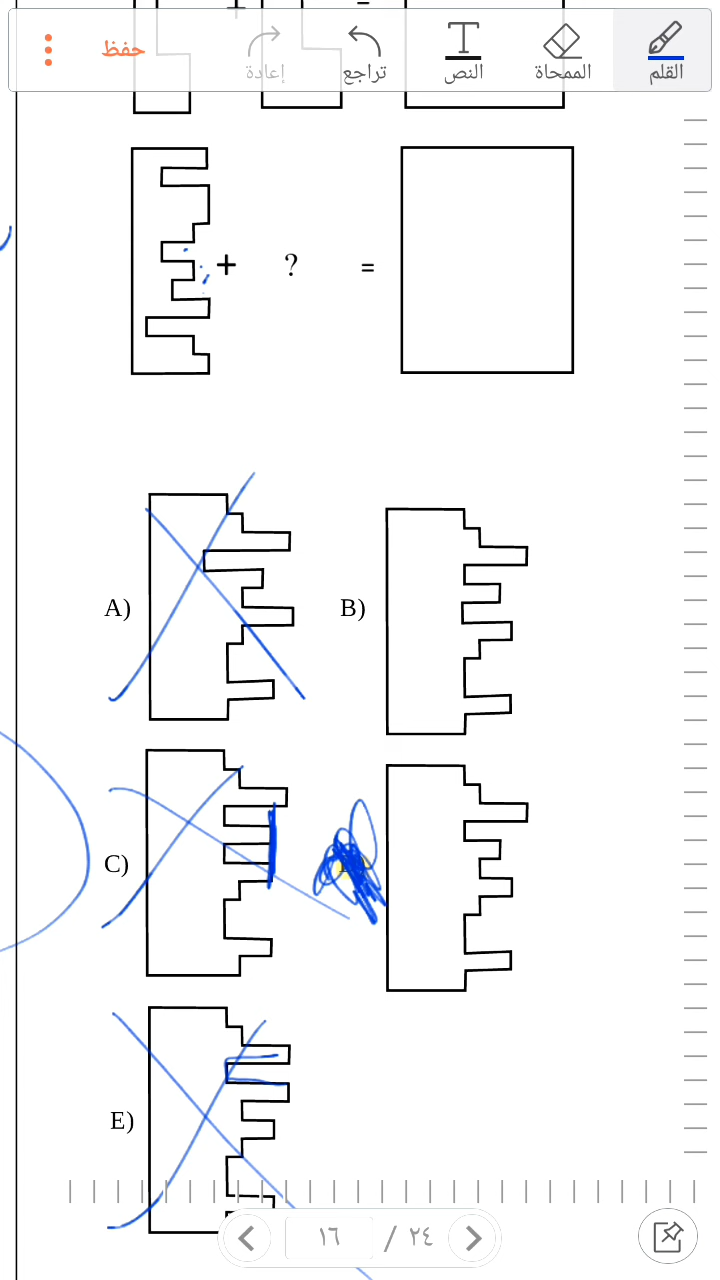 القلم
الممحاة
النص
تراجع
إعادة
حفظ
+ ? =
A)
B)
C)
E)
١٦ / ٢٤